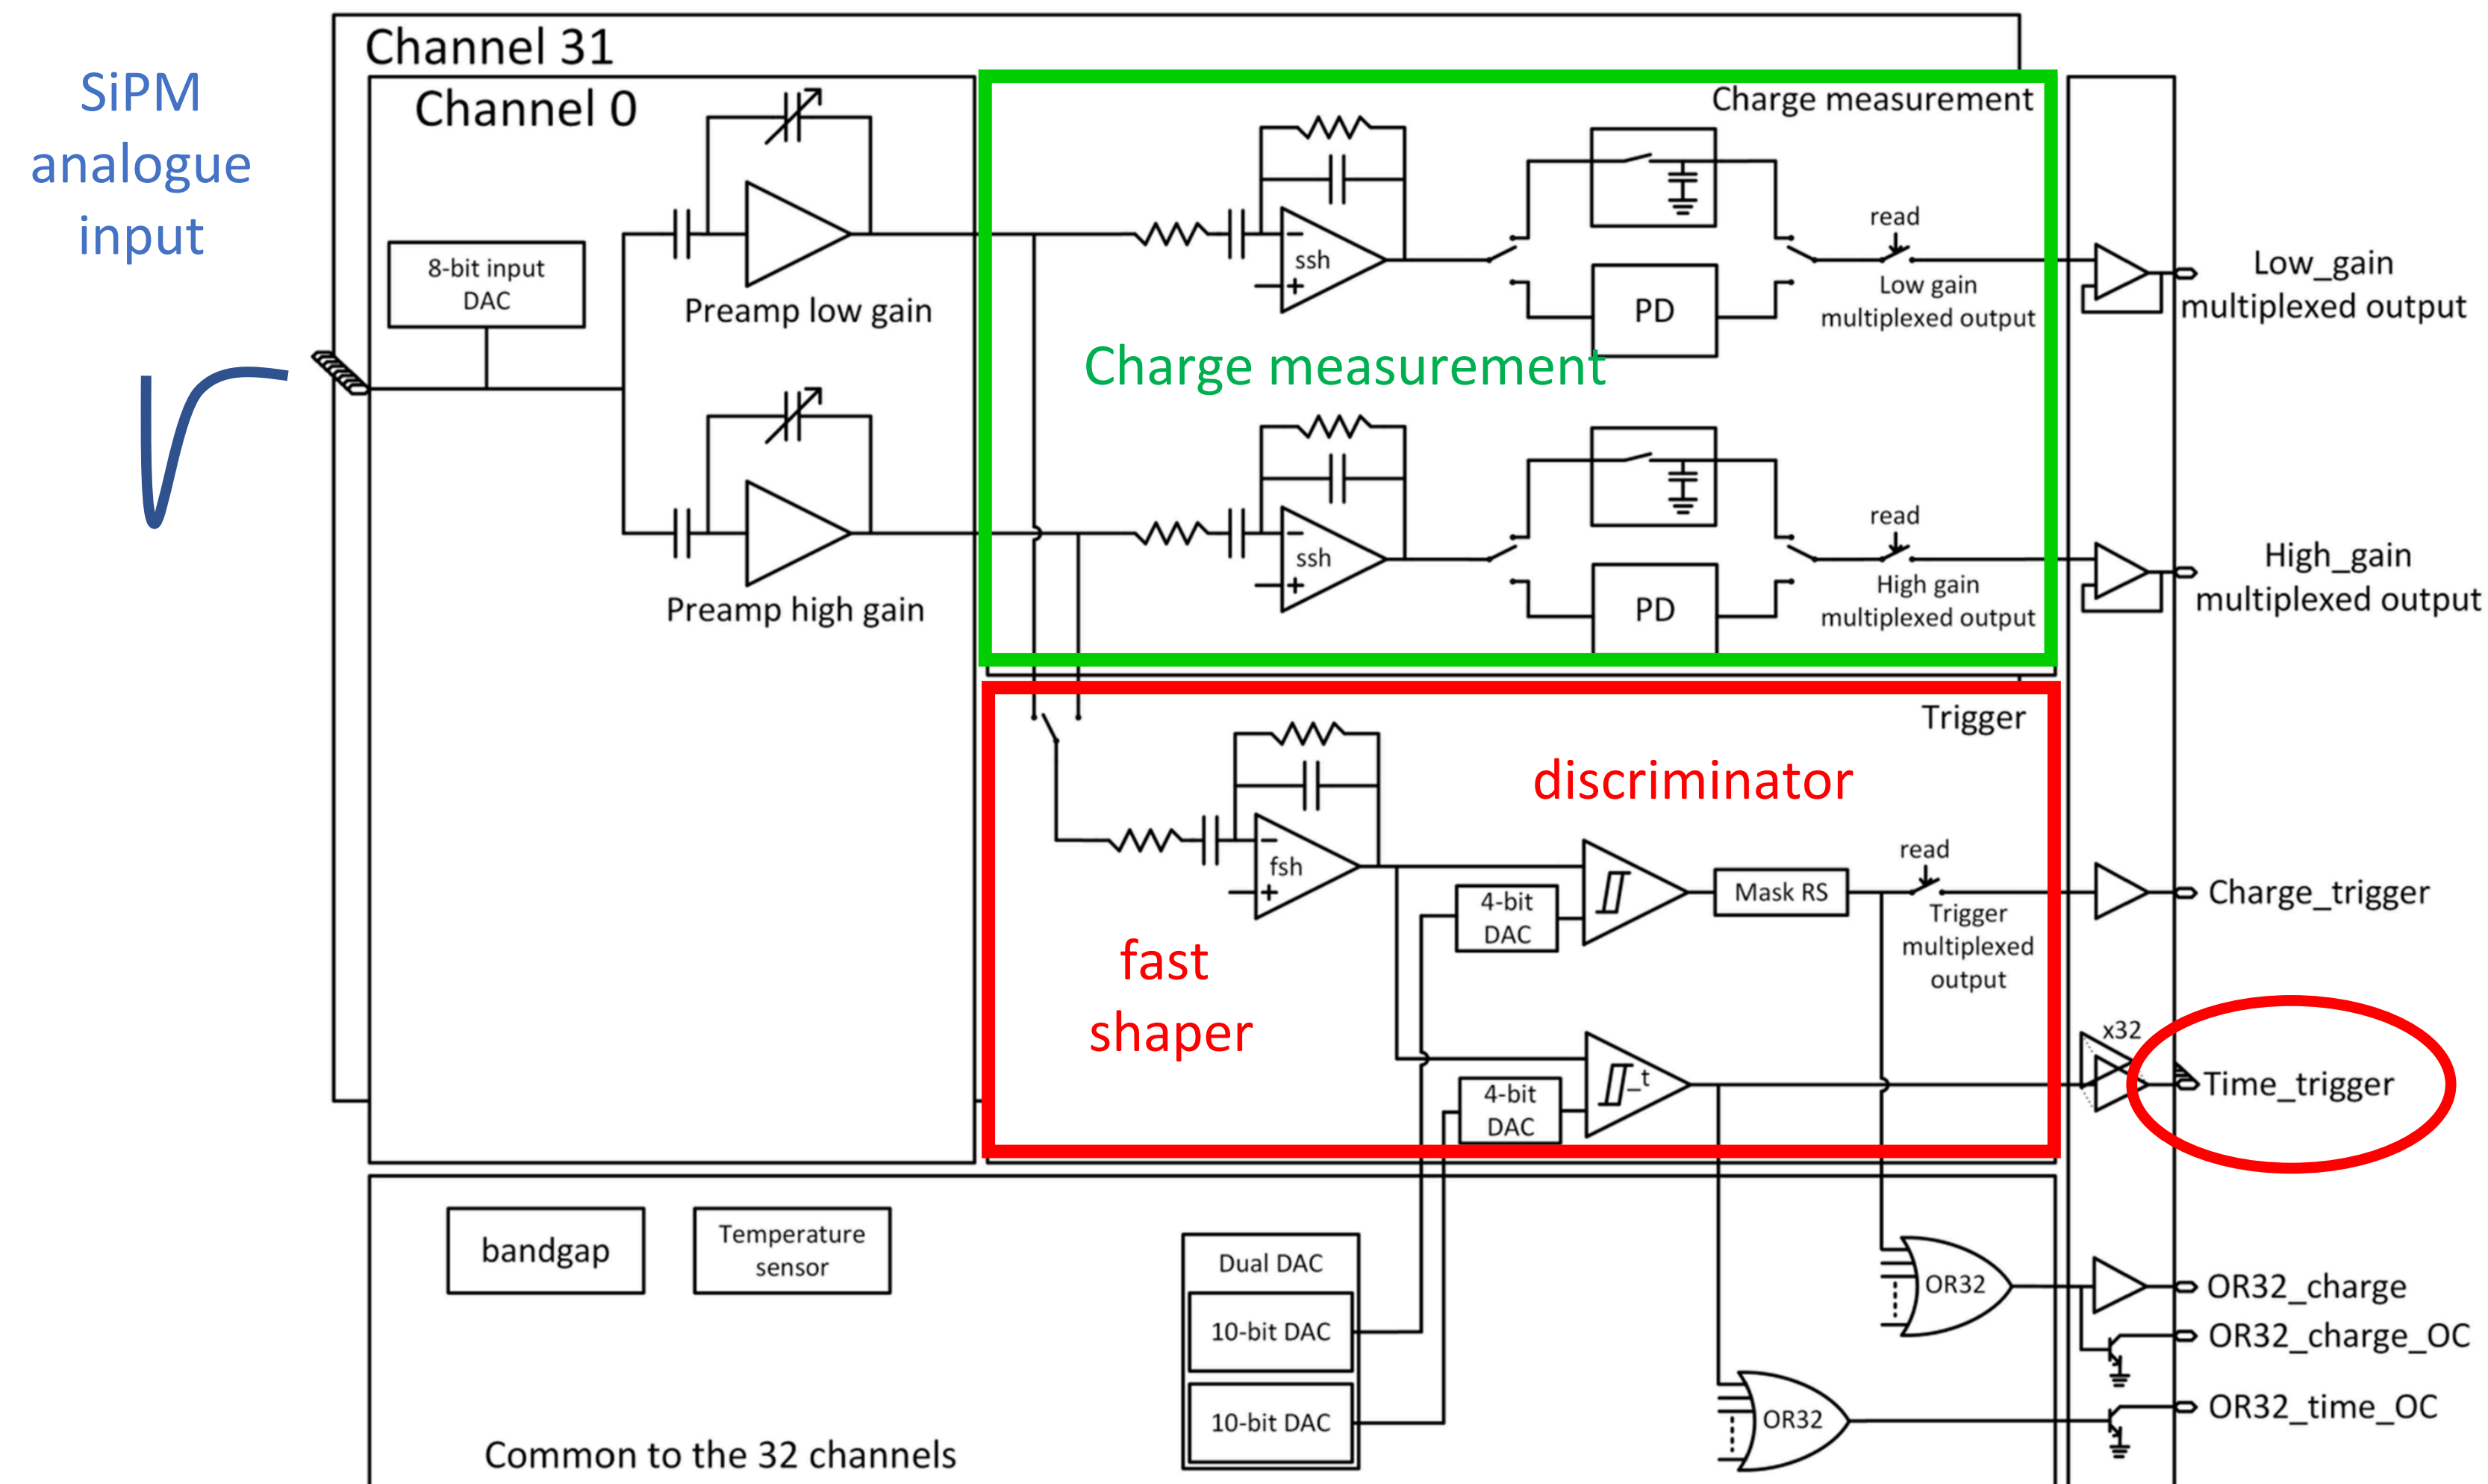 Channel 31
SiPM
analogue
input
Channel 0
Charge measurement
8-bit input
DAC
Preamp low gain
ssh
PD
read
Low gain
multiplexed output
Low_gain
multiplexed output
Charge measurement
Preamp high gain
ssh
PD
read
High gain
multiplexed output
High_gain
multiplexed output
Trigger
discriminator
fsh
4-bit
DAC
Mask RS
read
Trigger
multiplexed
output
Charge_trigger
fast
shaper
4-bit
DAC
_t
x32
Time_trigger
bandgap
Temperature
sensor
Dual DAC
10-bit DAC
10-bit DAC
OR32
OR32_charge
OR32_charge_OC
OR32
OR32_time_OC
Common to the 32 channels